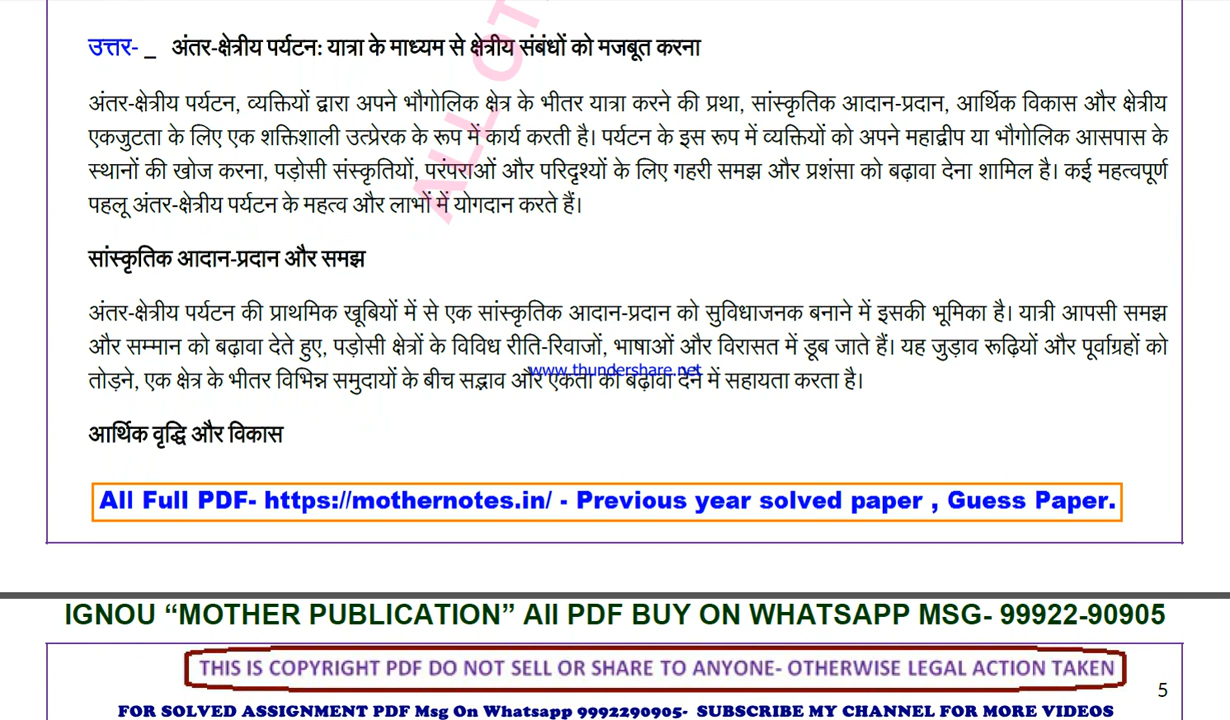 उत्तर- _ अंतर-क्षेत्रीय पर्यटन: यात्रा के माध्यम से क्षेत्रीय संबंधों को मजबूत करना
अंतर-क्षेत्रीय पर्यटन, व्यक्तियों द्वारा अपने भौगोलिक क्षेत्र के भीतर यात्रा करने की प्रथा, सांस्कृतिक आदान-प्रदान, आर्थिक विकास और क्षेत्रीय
एकजुटता के लिए एक शक्तिशाली उत्प्रेरक के रूप में कार्य करती है। पर्यटन के इस रूप में व्यक्तियों को अपने महाद्वीप या भौगोलिक आसपास के
स्थानों की खोज करना, पड़ोसी संस्कृतियों, परंपराओं और परिदृश्यों के लिए गहरी समझ और प्रशंसा को बढ़ावा देना शामिल है। कई महत्वपूर्ण
पहलू अंतर-क्षेत्रीय पर्यटन के महत्व और लाभों में योगदान करते हैं।
सांस्कृतिक आदान-प्रदान और समझ
अंतर-क्षेत्रीय पर्यटन की प्राथमिक खूबियों में से एक सांस्कृतिक आदान-प्रदान को सुविधाजनक बनाने में इसकी भूमिका है। यात्री आपसी समझ
और सम्मान को बढ़ावा देते हुए, पड़ोसी क्षेत्रों के विविध रीति-रिवाजों, भाषाओं और विरासत में डूब जाते हैं। यह जुड़ाव रूढ़ियों और पूर्वाग्रहों को
तोड़ने, एक क्षेत्र के भीतर विभिन्न समुदायों के बीच सद्भाव और एकता को बढ़ावा देने में सहायता करता है।
www.thundershare.net
आर्थिक वृद्धि और विकास
ALL OT
All Full PDF- https://mothernotes.in/ - Previous year solved paper , Guess Paper.
IGNOU “MOTHER PUBLICATION” All PDF BUY ON WHATSAPP MSG- 99922-90905
THIS IS COPYRIGHT PDF DO NOT SELL OR SHARE TO ANYONE- OTHERWISE LEGAL ACTION TAKEN
5
FOR SOLVED ASSIGNMENT PDF Msg On Whatsapp 9992290905- SUBSCRIBE MY CHANNEL FOR MORE VIDEOS